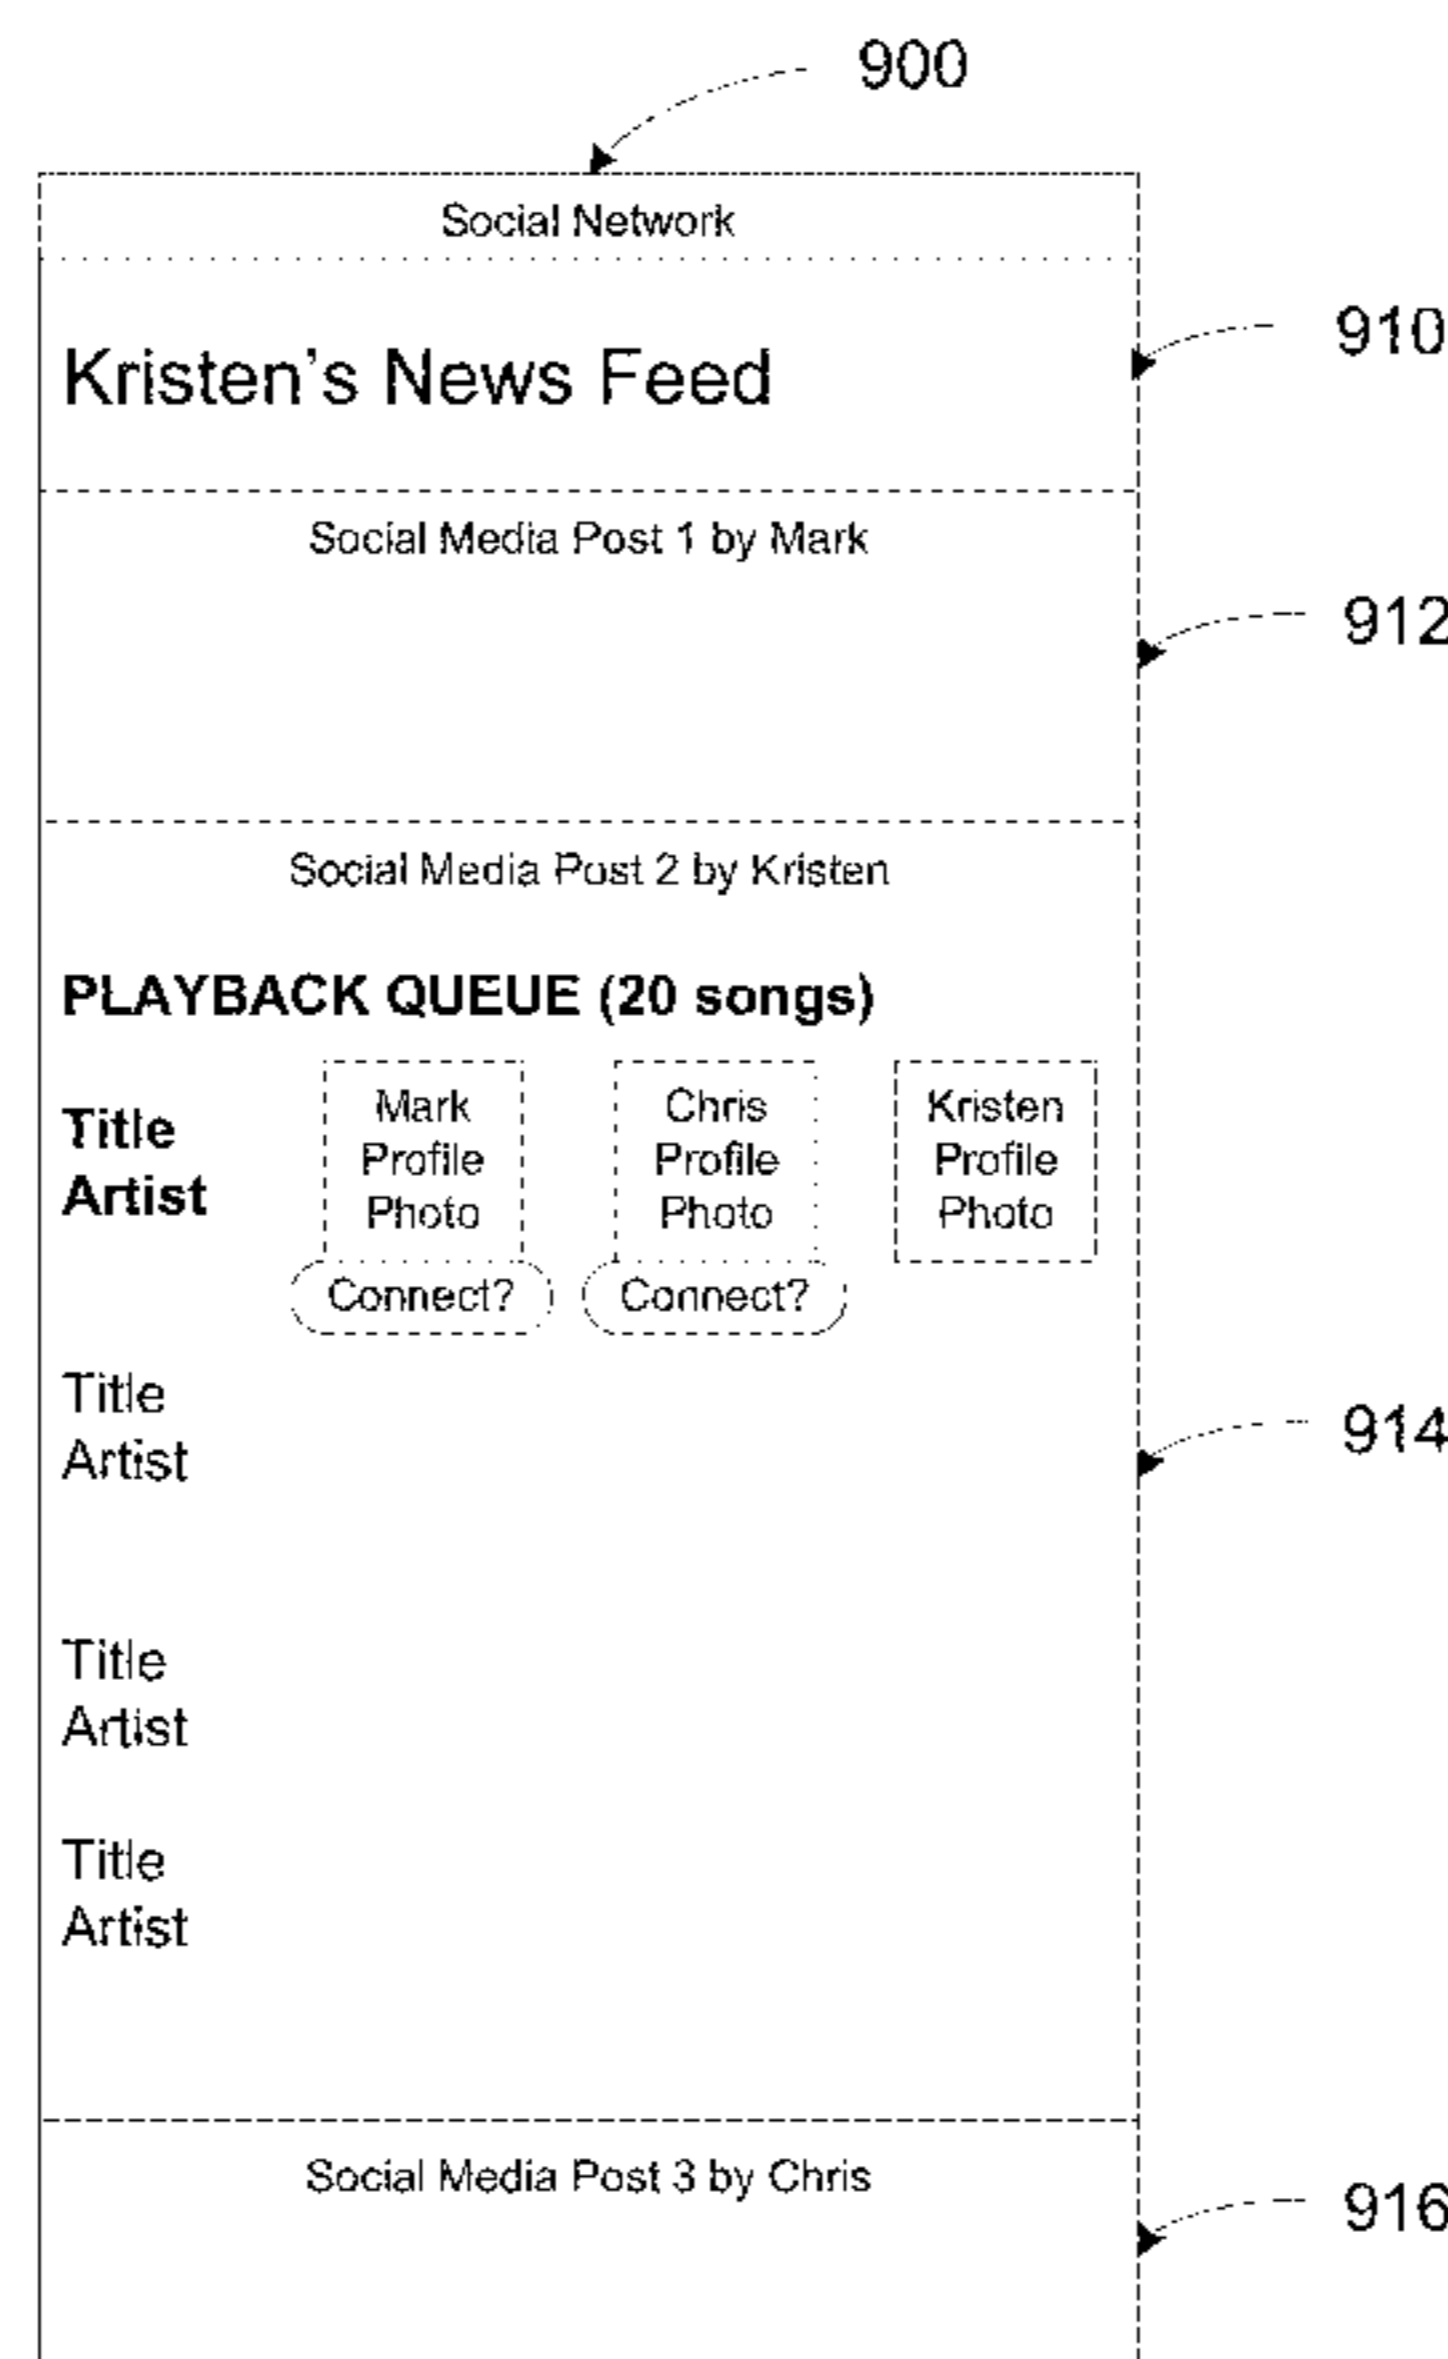 900
Social Network
910
Kristen's News Feed
Social Media Post 1 by Mark
912
Social Media Post 2 by Kristen
PLAYBACK QUEUE (20 songs)
Title
Artist
Mark
Profile
Photo
Connect?
Chris
Profile
Photo
Connect?
Kristen
Profile
Photo
Title
Artist
914
Title
Artist
Title
Artist
Social Media Post 3 by Chris
916